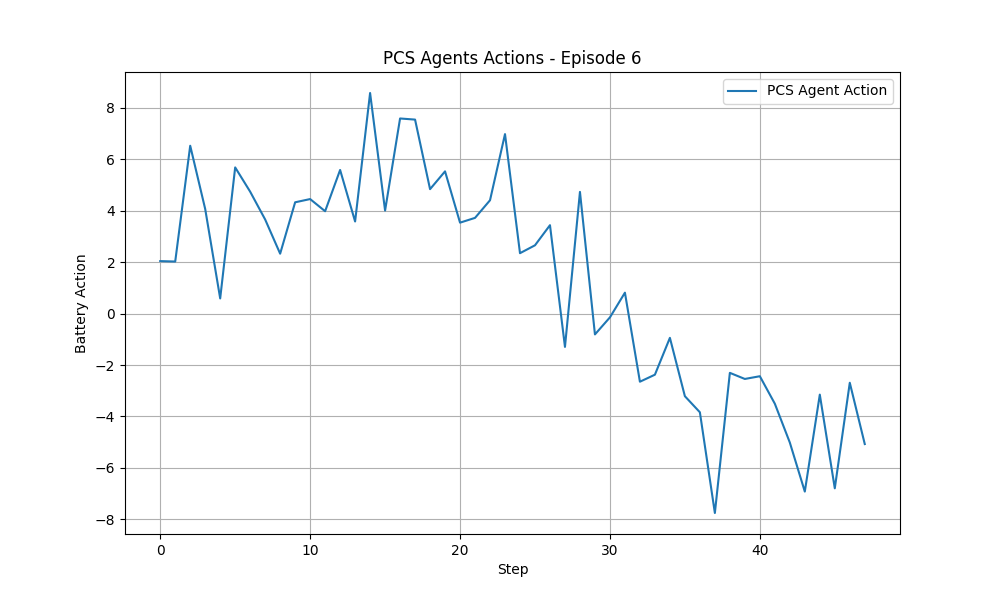 PCS Agents Actions - Episode 6
PCS Agent Action
Battery Action
8
6
4
2
0
−2
−4
−6
−8
0 10 20 30 40
Step